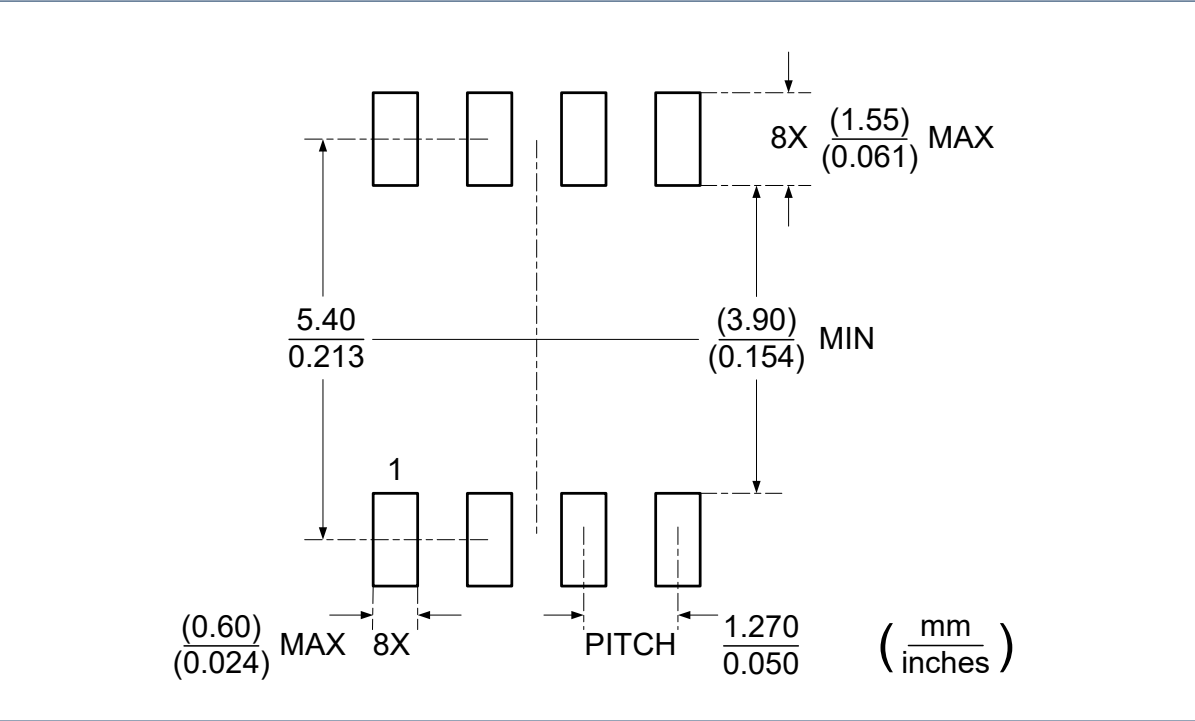 8X (1.55) MAX
(0.061)
5.40
0.213
(3.90) MIN
(0.154)
1
(0.60) MAX 8X
(0.024)
PITCH
1.270
0.050
( mm
inches )